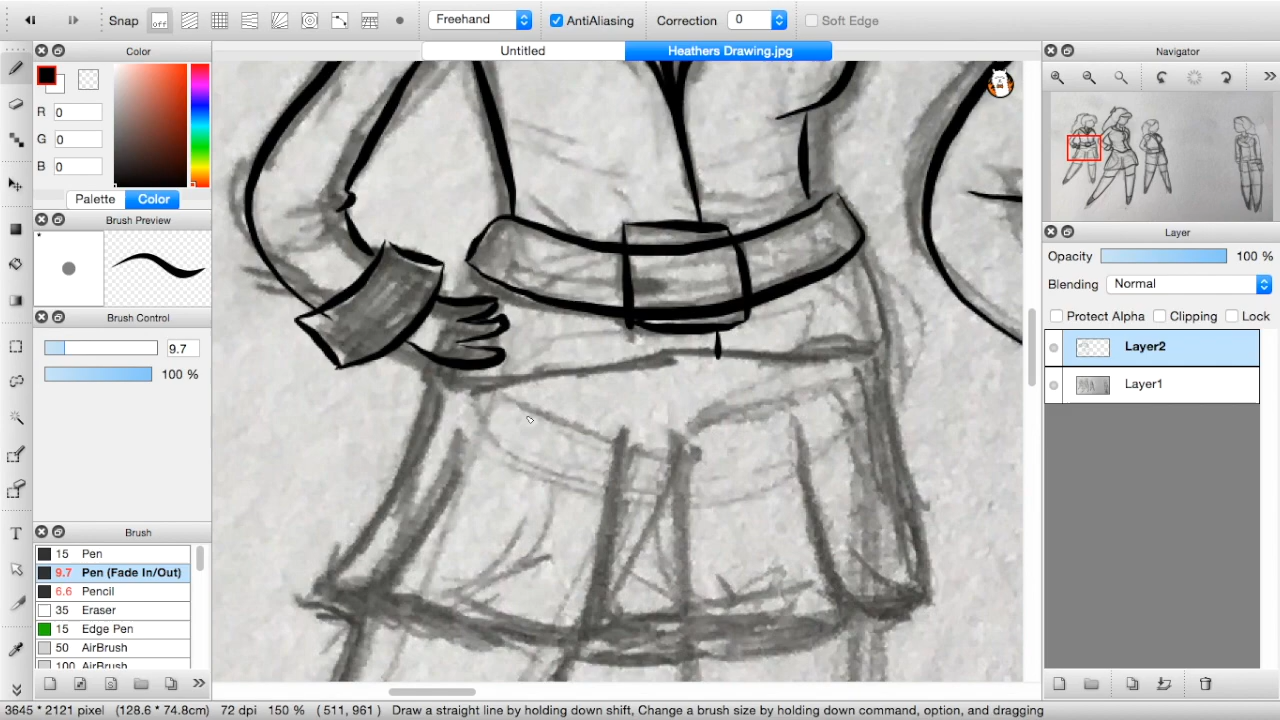 Snap off Freehand AntiAliasing Correction 0 Soft Edge
Color Untitled Heathers Drawing.jpg Navigator
R 0
G 0
B 0
Palette Color
Brush Preview
*
Layer
Opacity 100 %
Blending Normal
Protect Alpha Clipping Lock
Brush Control
9.7
100 %
Layer2
Layer1
Brush
15 Pen
9.7 Pen (Fade In/Out)
6.6 Pencil
35 Eraser
15 Edge Pen
50 AirBrush
100 AirBrush
T
3645 * 2121 pixel (128.6 * 74.8cm) 72 dpi 150 % ( 511, 961 ) Draw a straight line by holding down shift, Change a brush size by holding down command, option, and dragging